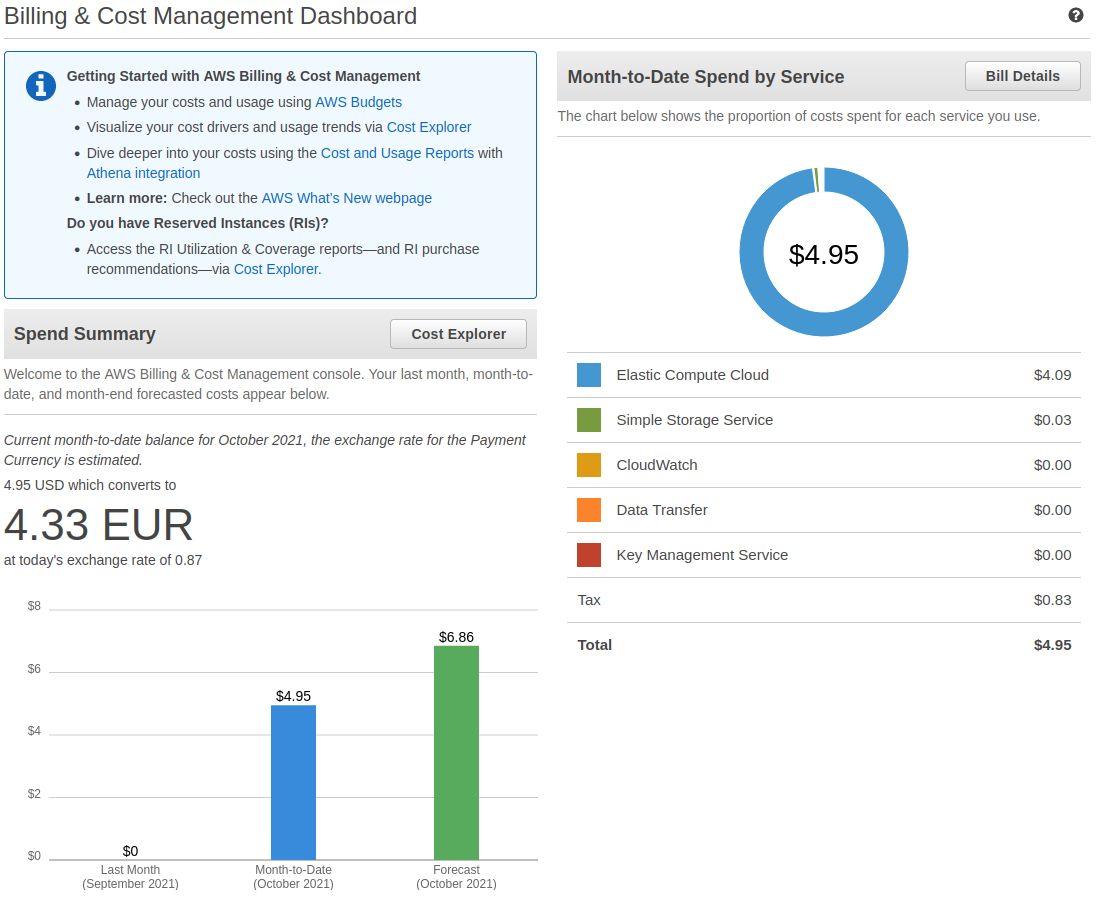 Billing & Cost Management Dashboard
Getting Started with AWS Billing & Cost Management
• Manage your costs and usage using AWS Budgets
• Visualize your cost drivers and usage trends via Cost Explorer
• Dive deeper into your costs using the Cost and Usage Reports with
Athena integration
• Learn more: Check out the AWS What's New webpage
Do you have Reserved Instances (RIs)?
• Access the RI Utilization & Coverage reports—and RI purchase
recommendations—via Cost Explorer.
Spend Summary
Cost Explorer
Welcome to the AWS Billing & Cost Management console. Your last month, month-to-
date, and month-end forecasted costs appear below.
Current month-to-date balance for October 2021, the exchange rate for the Payment
Currency is estimated.
4.95 USD which converts to
4.33 EUR
at today's exchange rate of 0.87
$8
$6
$4
$2
$0
$0
$4.95
$6.86
Last Month
(September 2021)
Month-to-Date
(October 2021)
Forecast
(October 2021)
Month-to-Date Spend by Service
Bill Details
The chart below shows the proportion of costs spent for each service you use.
$4.95
Elastic Compute Cloud $4.09
Simple Storage Service $0.03
CloudWatch $0.00
Data Transfer $0.00
Key Management Service $0.00
Tax $0.83
Total $4.95